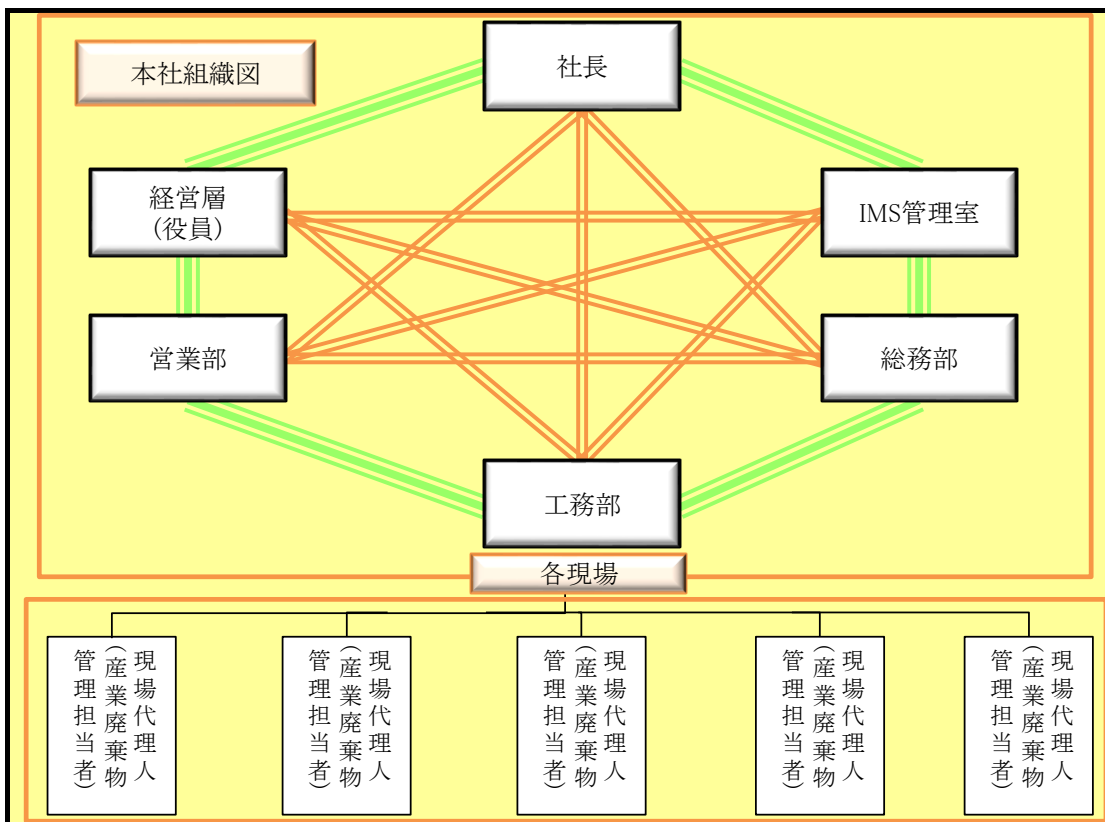 本社組織図
社長
経営層
(役員)
IMS管理室
営業部
総務部
工務部
各現場
現場代理人
(産業廃棄物
管理担当者)
現場代理人
(産業廃棄物
管理担当者)
現場代理人
(産業廃棄物
管理担当者)
現場代理人
(産業廃棄物
管理担当者)
現場代理人
(産業廃棄物
管理担当者)